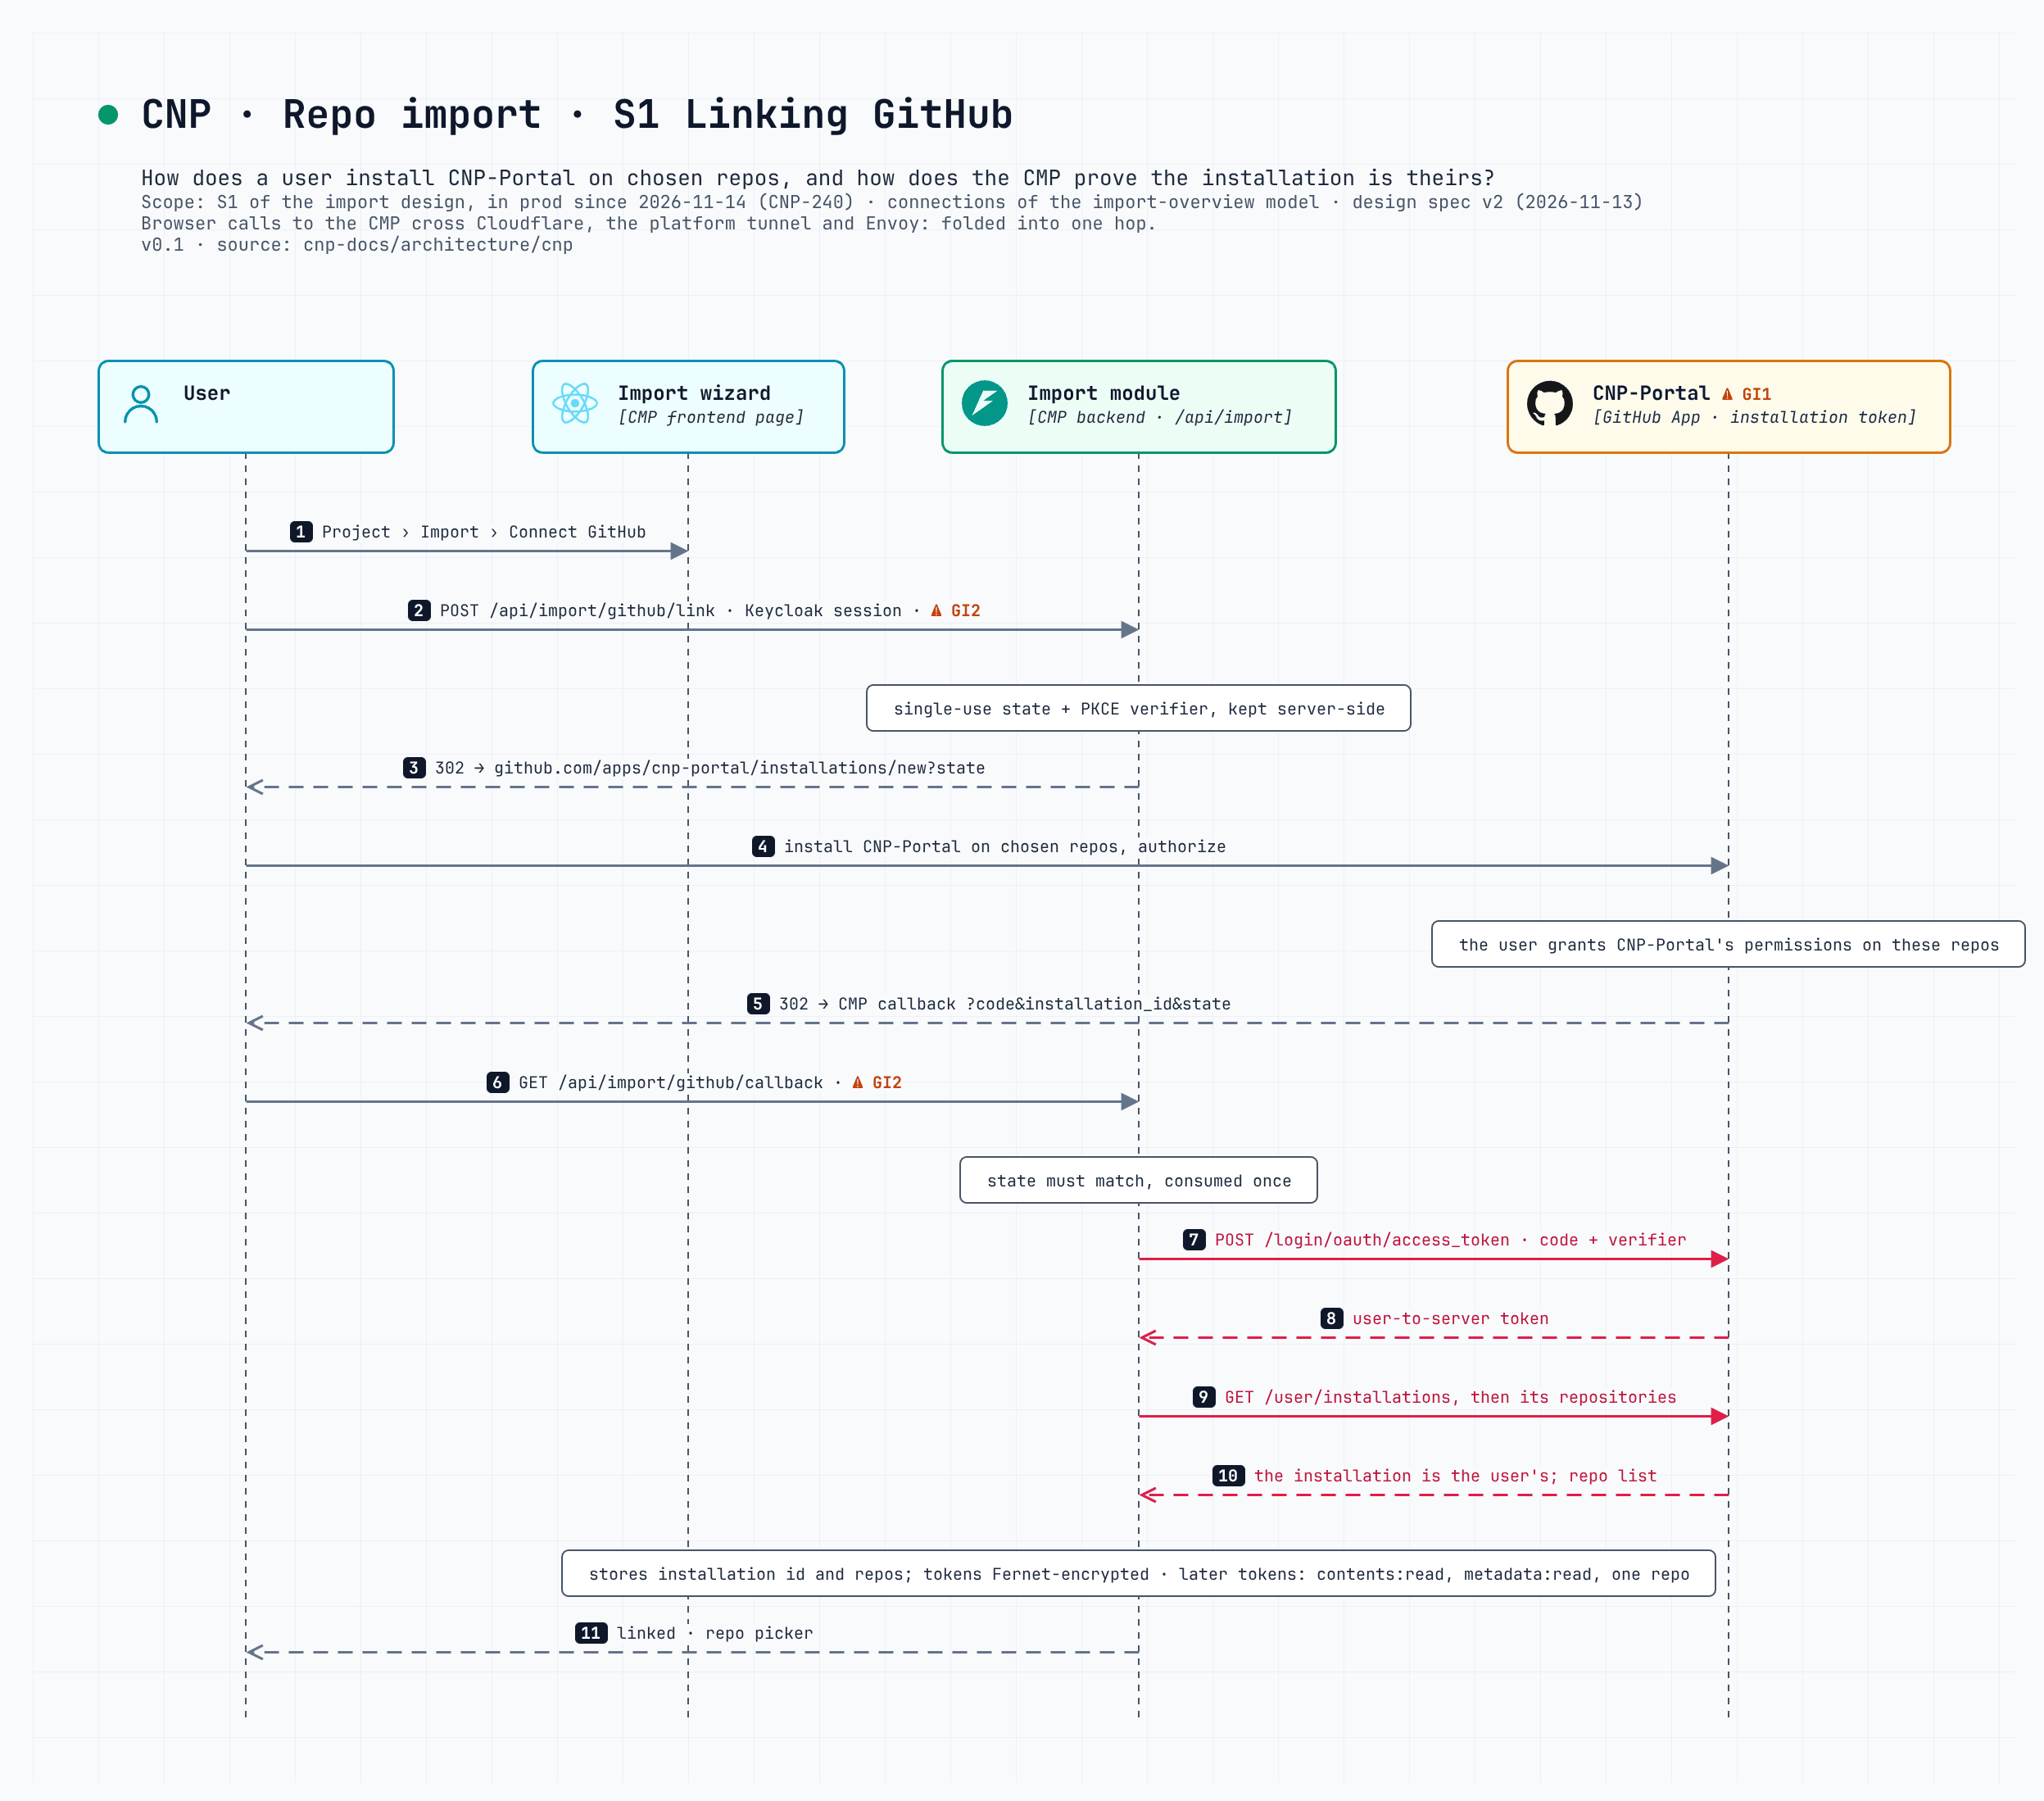 CNP · Repo import · S1 Linking GitHub
How does a user install CNP-Portal on chosen repos, and how does the CMP prove the installation is theirs?
Scope: S1 of the import design, in prod since 2026-11-14 (CNP-240) · connections of the import-overview model · design spec v2 (2026-11-13)
Browser calls to the CMP cross Cloudflare, the platform tunnel and Envoy: folded into one hop.
v0.1 · source: cnp-docs/architecture/cnp
User
Import wizard
[CMP frontend page]
Import module
[CMP backend · /api/import]
CNP-Portal ⚠ GI1
[GitHub App · installation token]
1 Project › Import › Connect GitHub
2 POST /api/import/github/link · Keycloak session · ⚠ GI2
single-use state + PKCE verifier, kept server-side
3 302 → github.com/apps/cnp-portal/installations/new?state
4 install CNP-Portal on chosen repos, authorize
the user grants CNP-Portal's permissions on these repos
5 302 → CMP callback ?code&installation_id&state
6 GET /api/import/github/callback · ⚠ GI2
state must match, consumed once
7 POST /login/oauth/access_token · code + verifier
8 user-to-server token
9 GET /user/installations, then its repositories
10 the installation is the user's; repo list
stores installation id and repos; tokens Fernet-encrypted · later tokens: contents:read, metadata:read, one repo
11 linked · repo picker